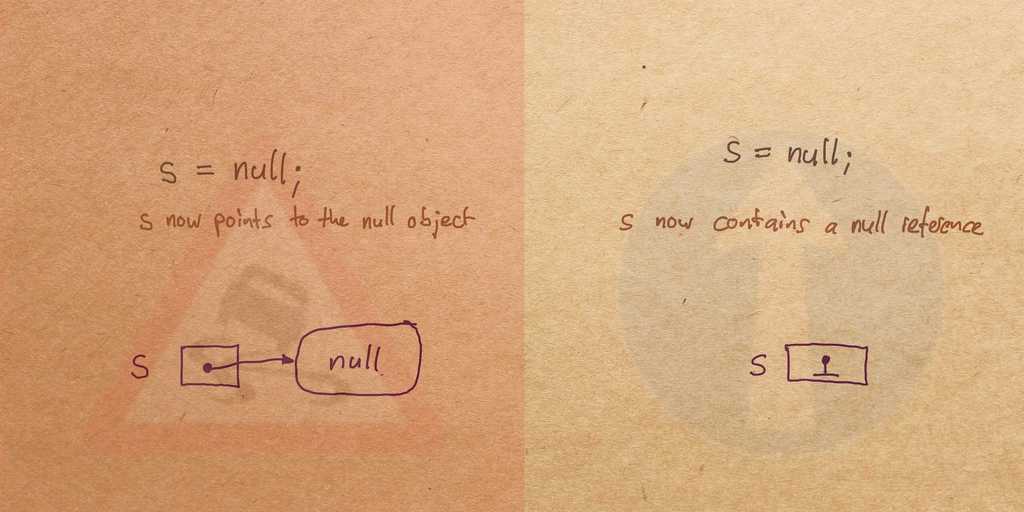 s = null;
s now points to the null object
s
null
s = null;
s now contains a null reference
s